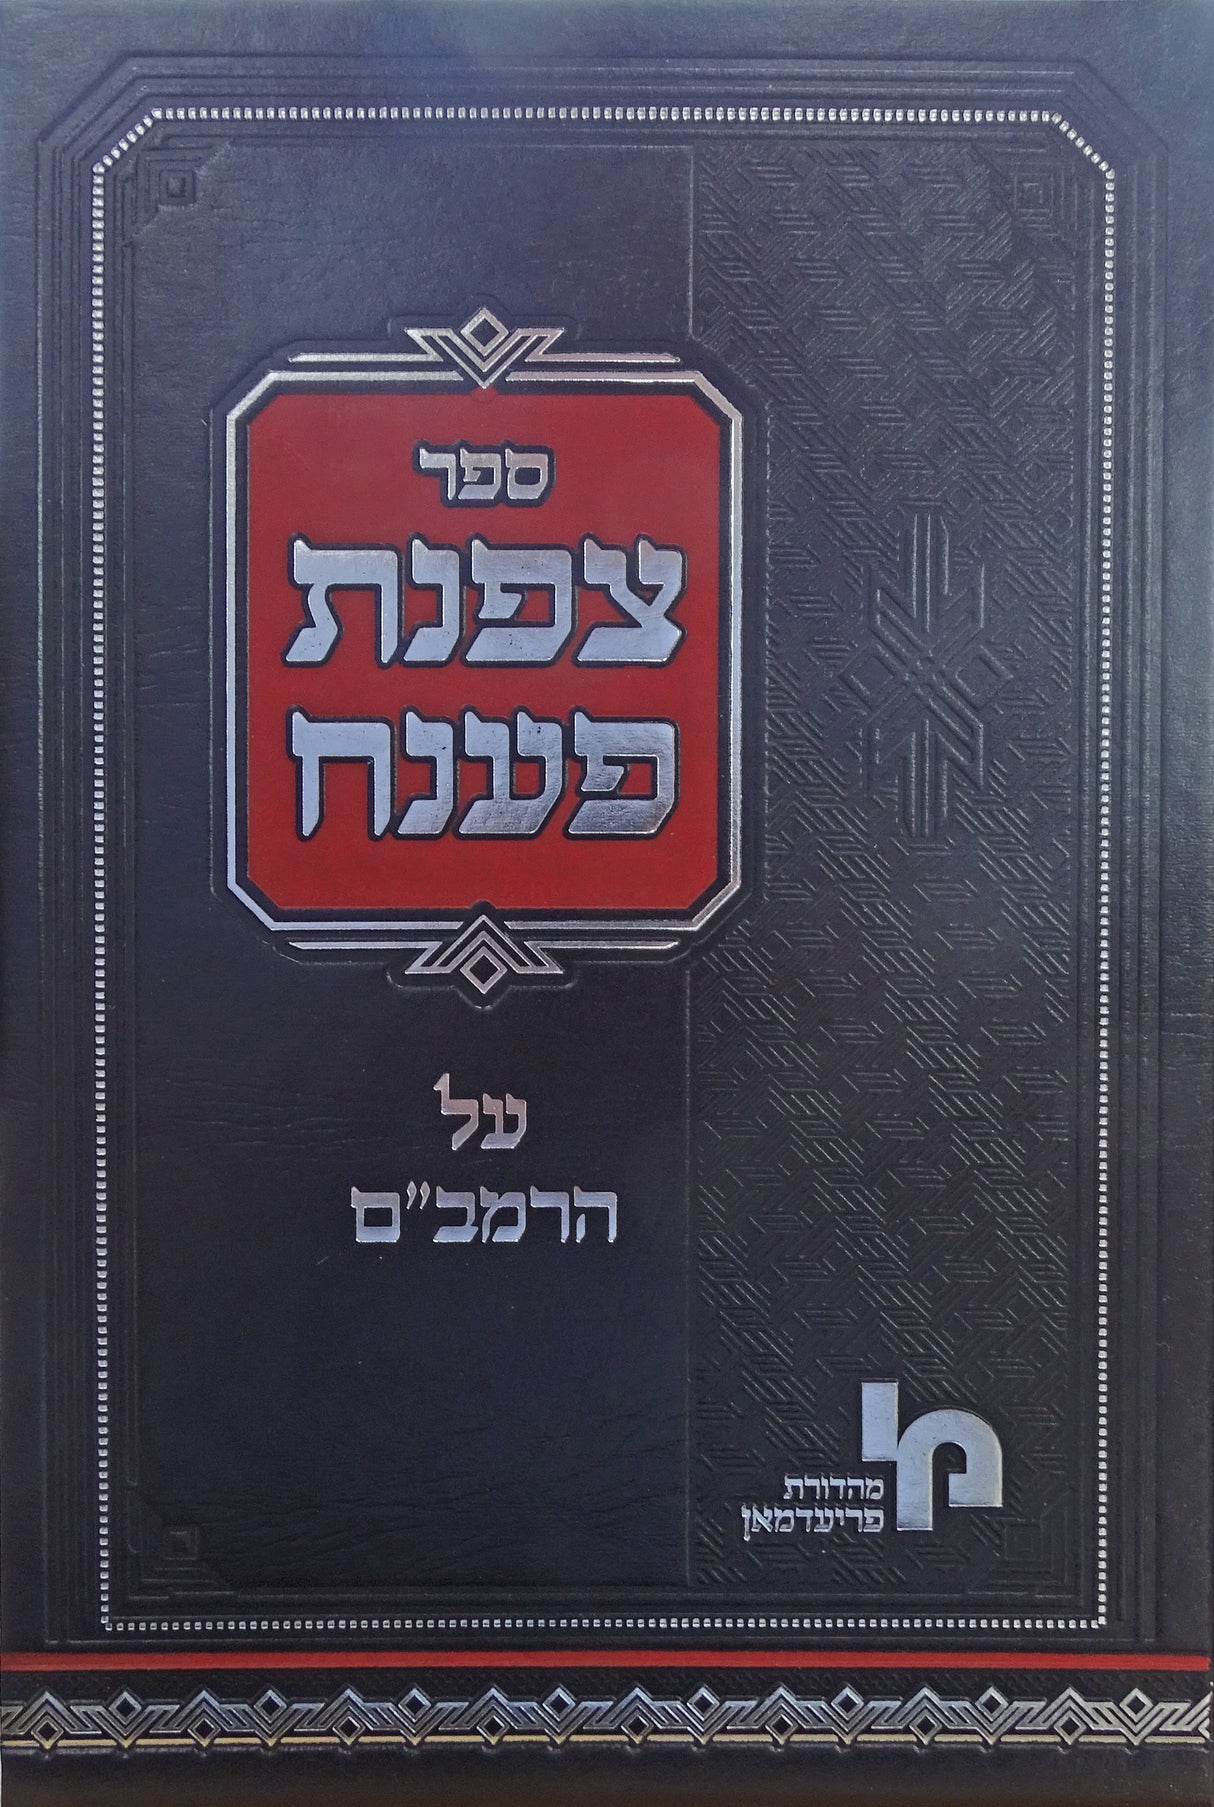 ספר
צפנת
פענח
על
הרמב"ם
מהדורת
פריעדמאן